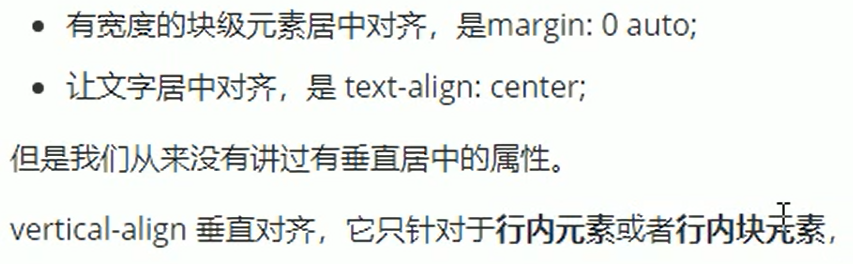 有宽度的块级元素居中对齐，是margin: 0 auto;
让文字居中对齐，是 text-align: center;
但是我们从来没有讲过有垂直居中的属性。
vertical-align 垂直对齐，它只针对于行内元素或者行内块元素，